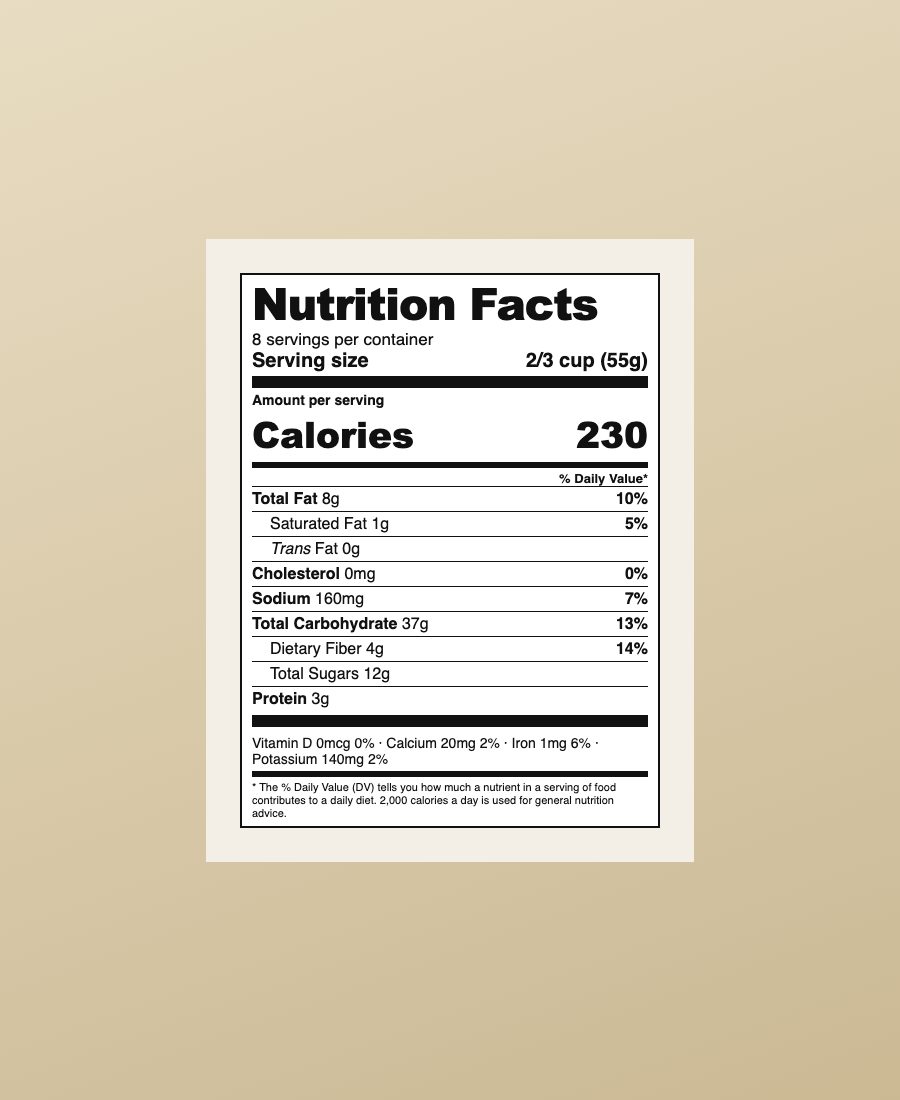 Nutrition Facts
8 servings per container
Serving size 2/3 cup (55g)
Amount per serving
Calories 230
% Daily Value*
Total Fat 8g 10%
Saturated Fat 1g 5%
Trans Fat 0g
Cholesterol 0mg 0%
Sodium 160mg 7%
Total Carbohydrate 37g 13%
Dietary Fiber 4g 14%
Total Sugars 12g
Protein 3g
Vitamin D 0mcg 0% · Calcium 20mg 2% · Iron 1mg 6% ·
Potassium 140mg 2%
* The % Daily Value (DV) tells you how much a nutrient in a serving of food
contributes to a daily diet. 2,000 calories a day is used for general nutrition
advice.